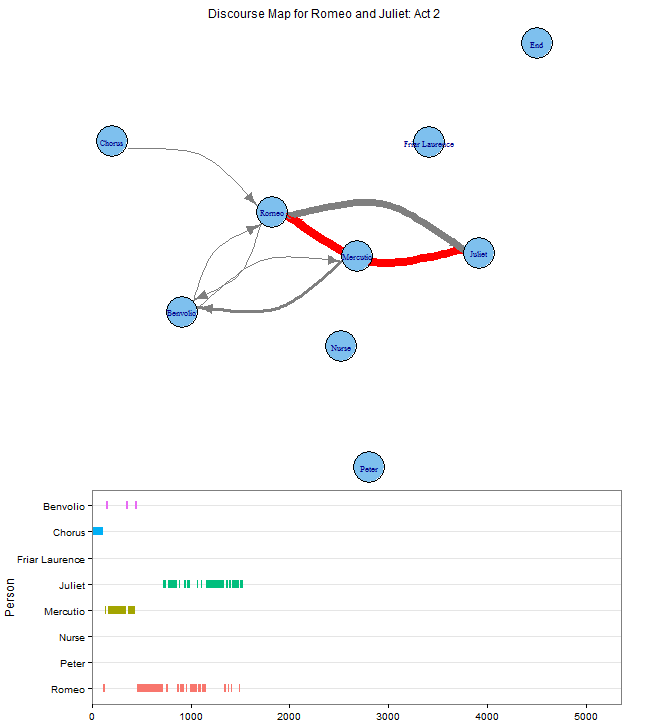 Discourse Map for Romeo and Juliet: Act 2
End
Chorus
Friar Laurence
Romeo
Juliet
Mercutio
Benvolio
Nurse
Peter
Person
Benvolio
Chorus
Friar Laurence
Juliet
Mercutio
Nurse
Peter
Romeo
0 1000 2000 3000 4000 5000